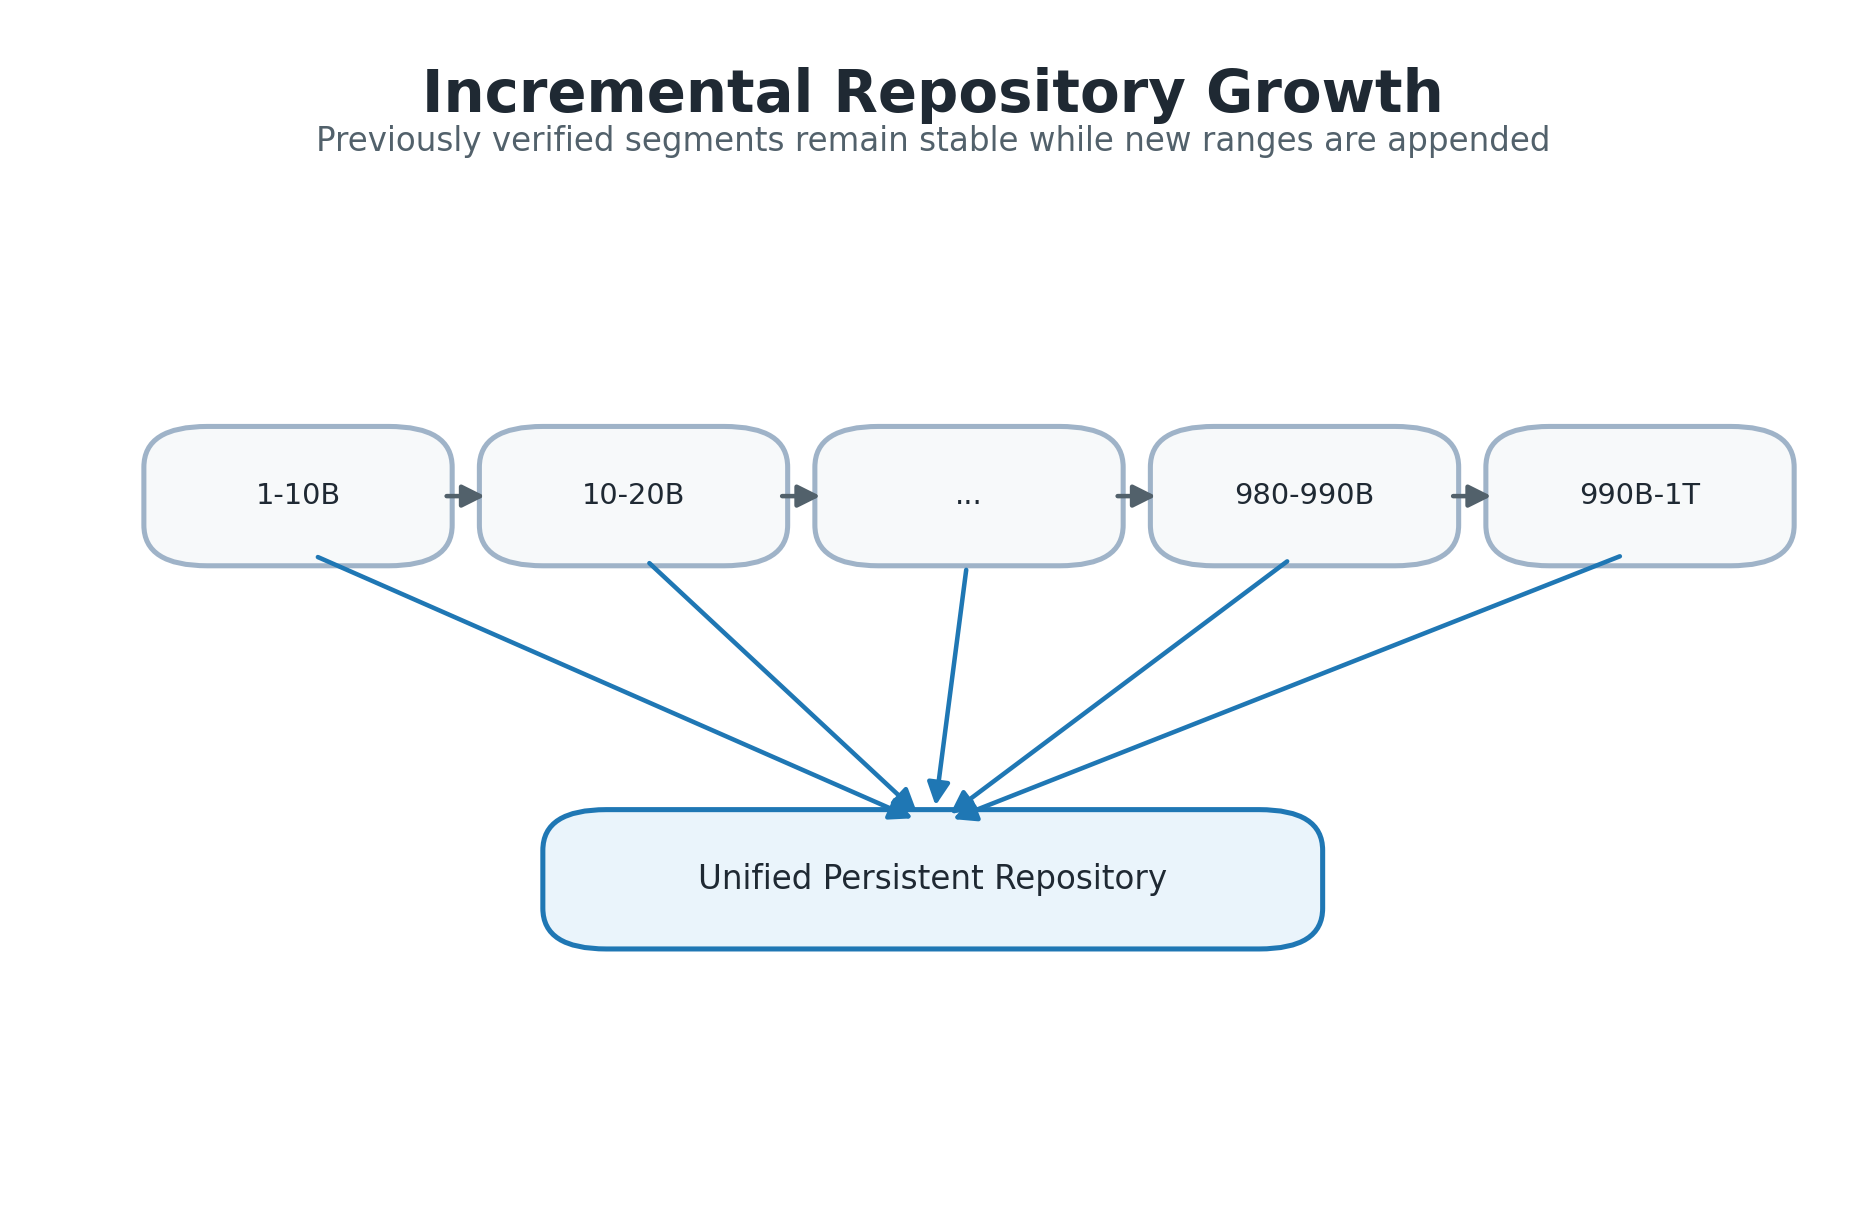 Incremental Repository Growth
Previously verified segments remain stable while new ranges are appended
1-10B
10-20B
...
980-990B
990B-1T
Unified Persistent Repository